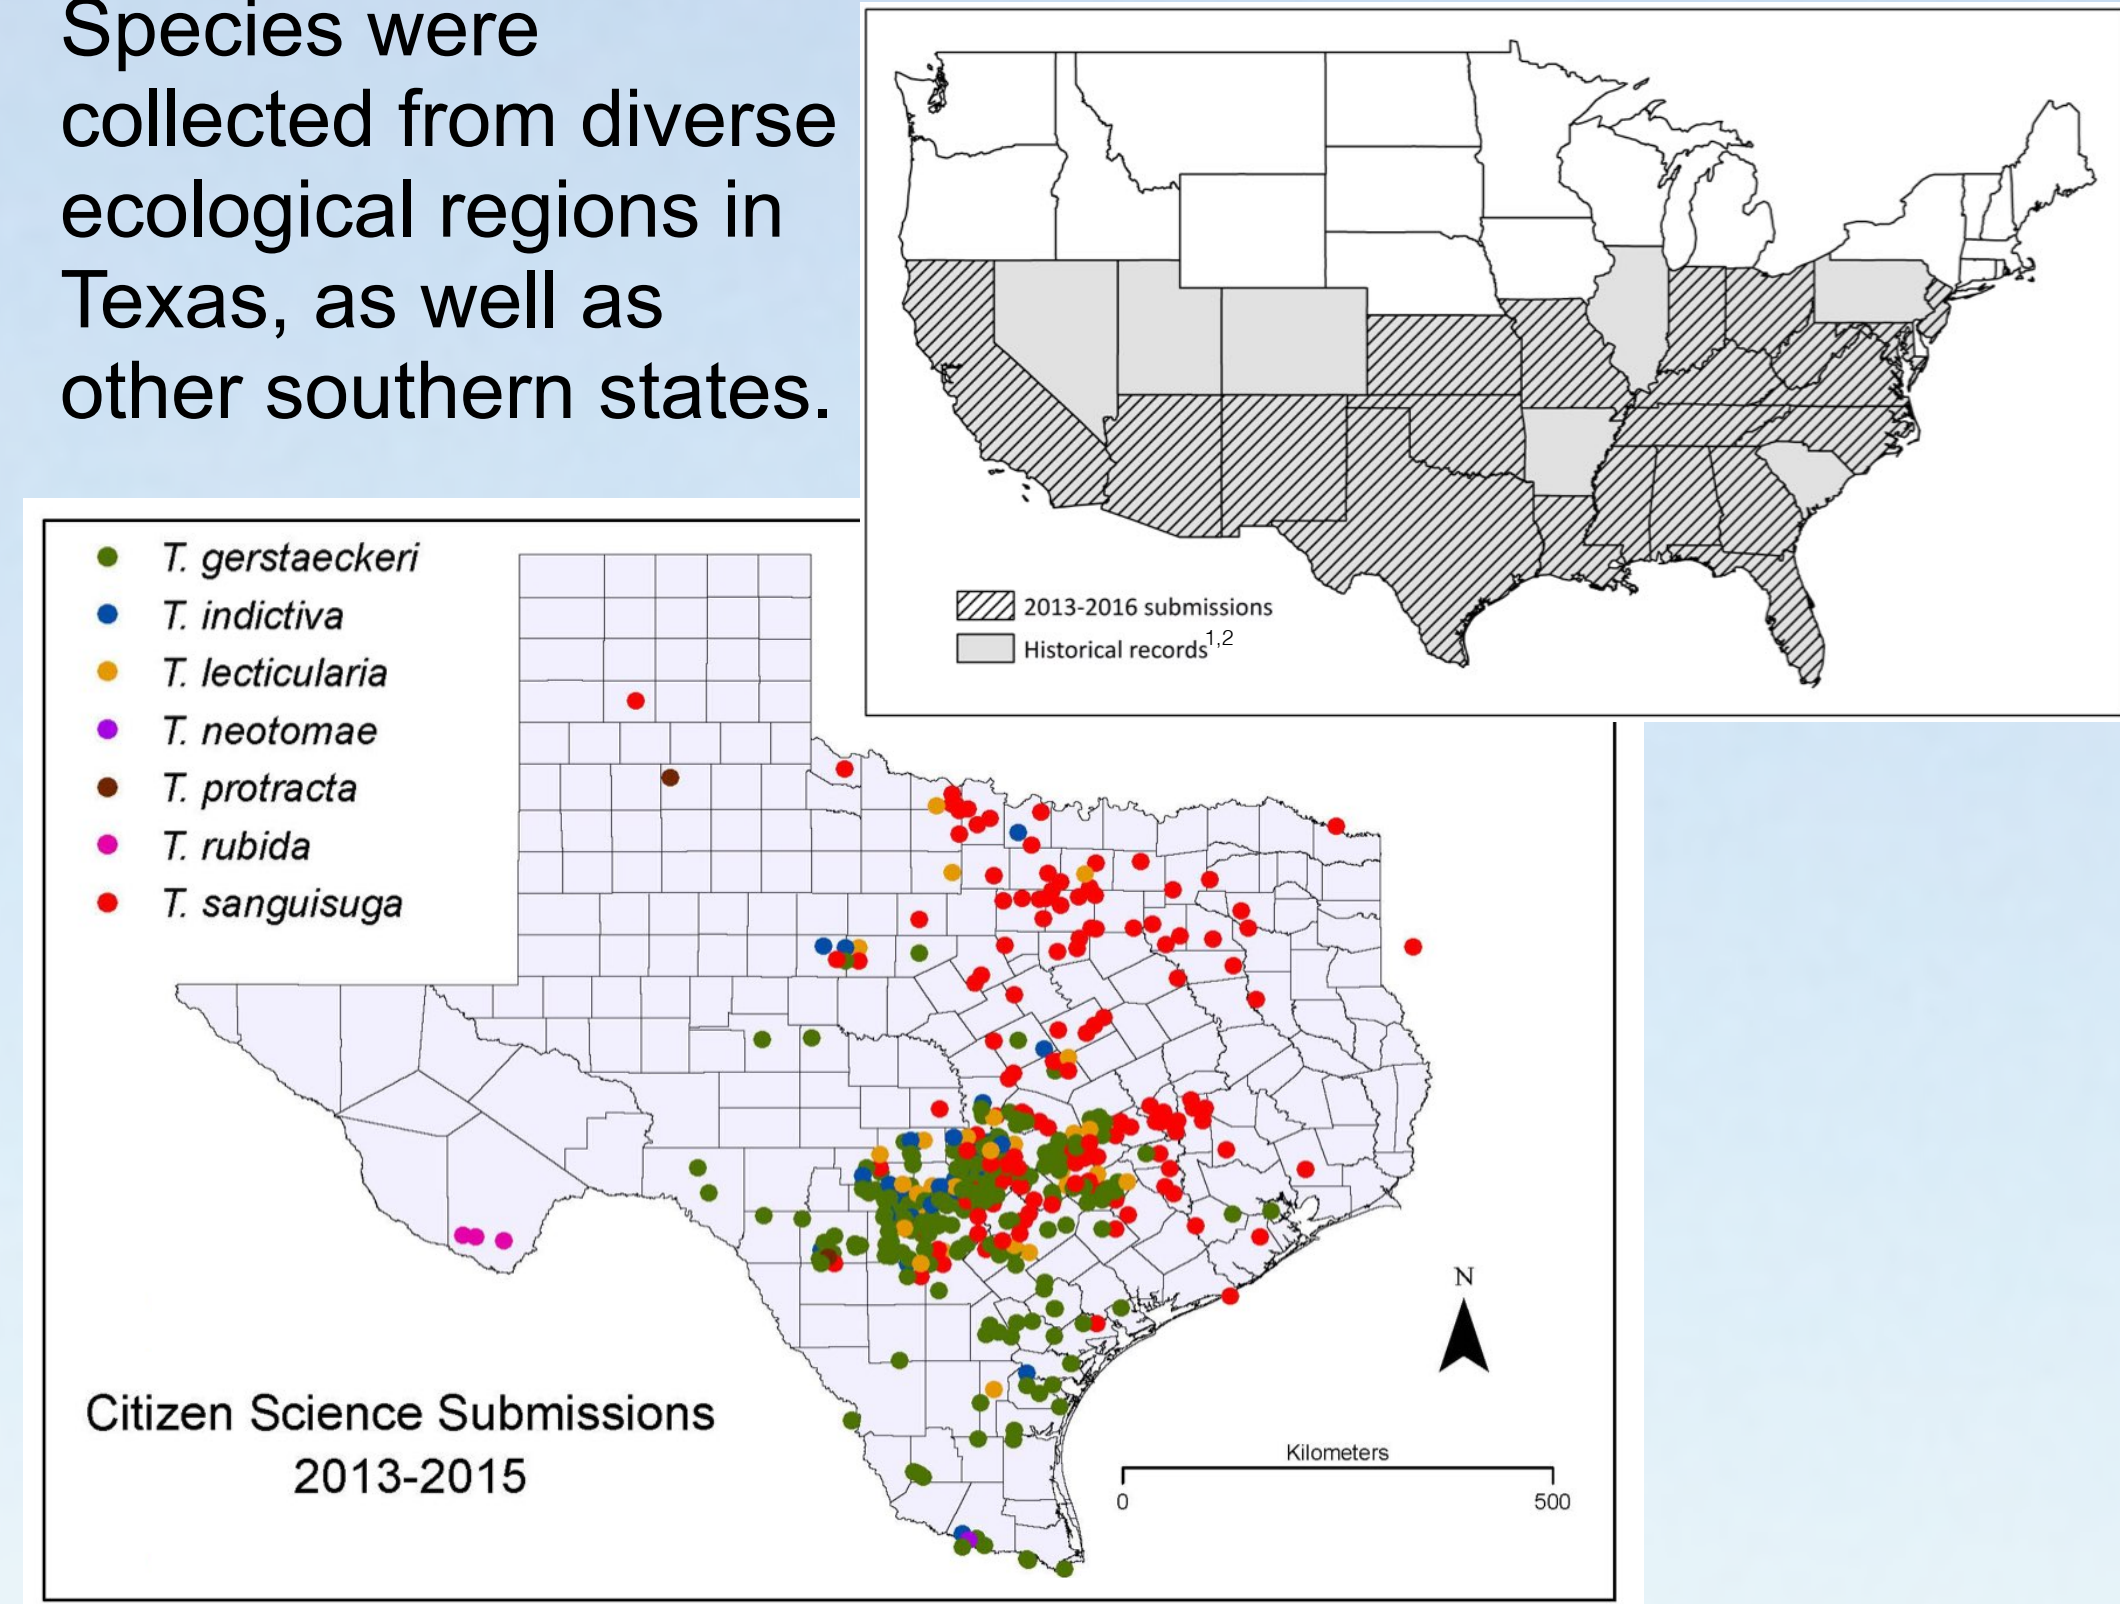 Species were
collected from diverse
ecological regions in
Texas, as well as
other southern states.
2013-2016 submissions
Historical records1,2
T. gerstaeckeri
T. indictiva
T. lecticularia
T. neotomae
T. protracta
T. rubida
T. sanguisuga
Citizen Science Submissions
2013-2015
N
Kilometers
0 500